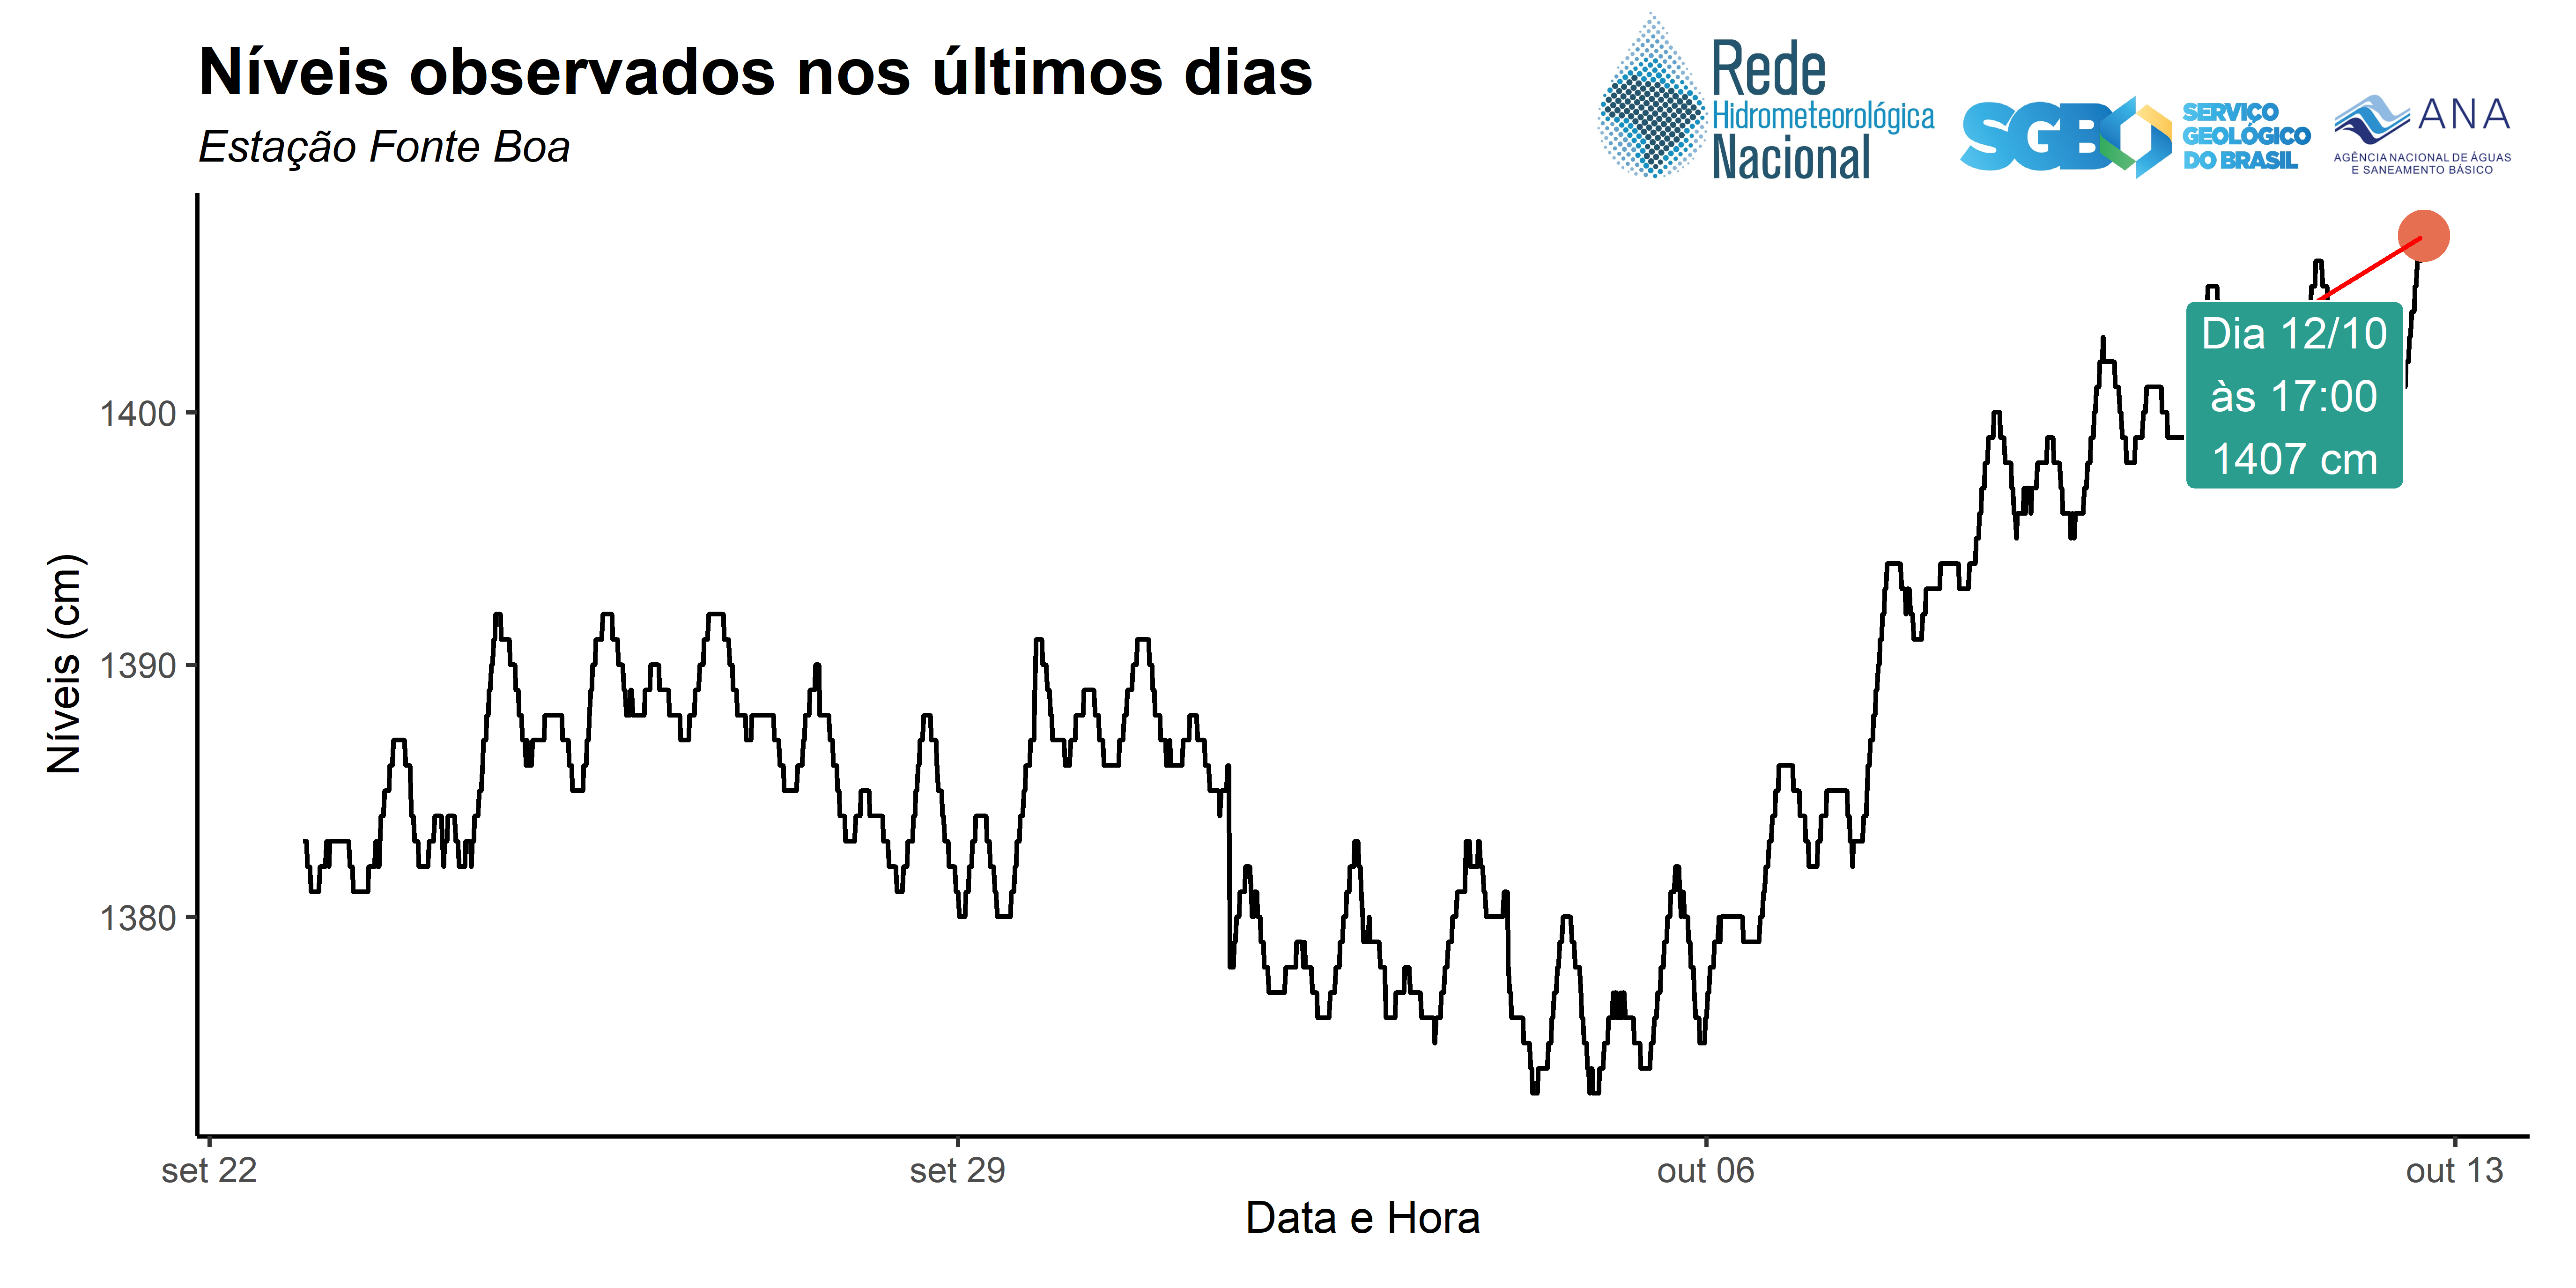 Níveis observados nos últimos dias
Estação Fonte Boa
Rede
Hidrometeorológica
Nacional
SGB
SERVIÇO
GEOLÓGICO
DO BRASIL
ANA
AGÊNCIA NACIONAL DE ÁGUAS
E SANEAMENTO BÁSICO
Dia 12/10
às 17:00
1407 cm
Níveis (cm)
1400
1390
1380
set 22
set 29
out 06
out 13
Data e Hora